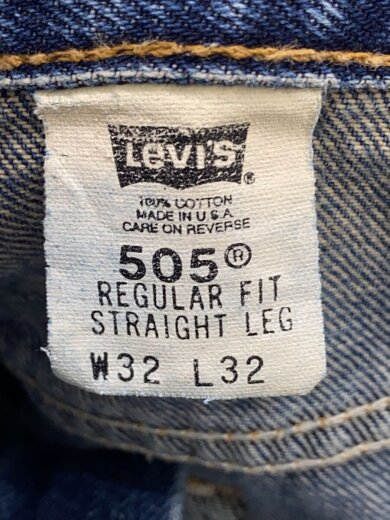 Levi's ®
100% COTTON
MADE IN U.S.A.
CARE ON REVERSE
505®
REGULAR FIT
STRAIGHT LEG
W32 L32